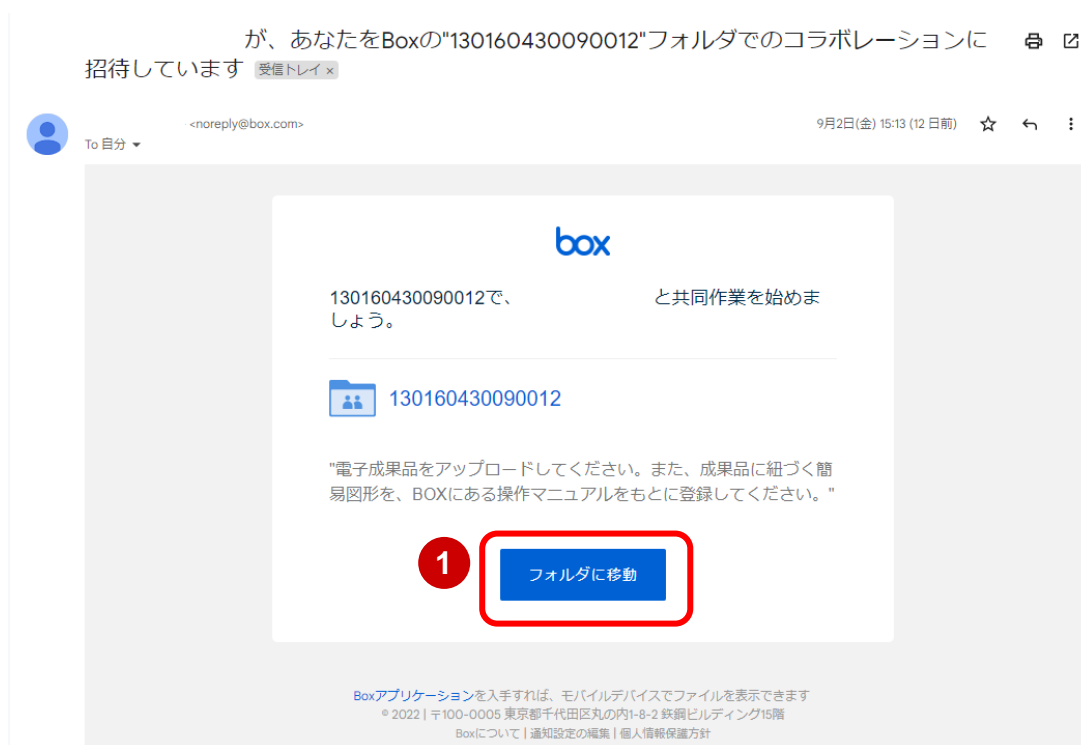 が、あなたをBoxの"130160430090012"フォルダでのコラボレーションに
招待しています 受信トレイ ×
<noreply@box.com>
9月2日(金) 15:13 (12 日前)
To 自分
box
130160430090012で、 と共同作業を始めま
しょう。
130160430090012
"電子成果品をアップロードしてください。また、成果品に紐づく簡
易図形を、BOXにある操作マニュアルをもとに登録してください。"
1
フォルダに移動
Boxアプリケーションを入手すれば、モバイルデバイスでファイルを表示できます
© 2022 | 〒100-0005 東京都千代田区丸の内1-8-2 鉃鋼ビルディング15階
Boxについて | 通知設定の編集 | 個人情報保護方針